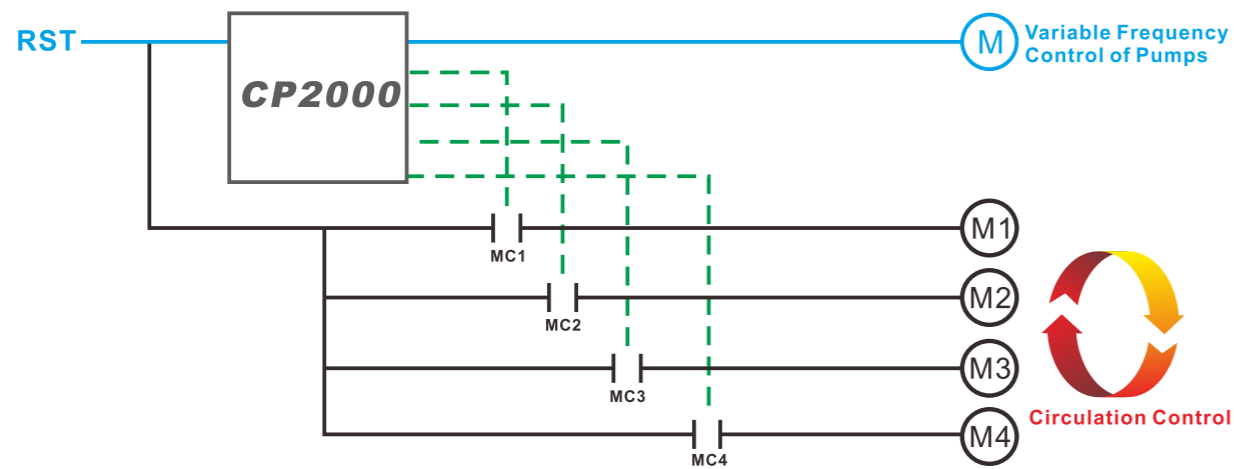 RST
CP2000
M
Variable Frequency
Control of Pumps
MC1
M1
MC2
M2
MC3
M3
Circulation Control
MC4
M4